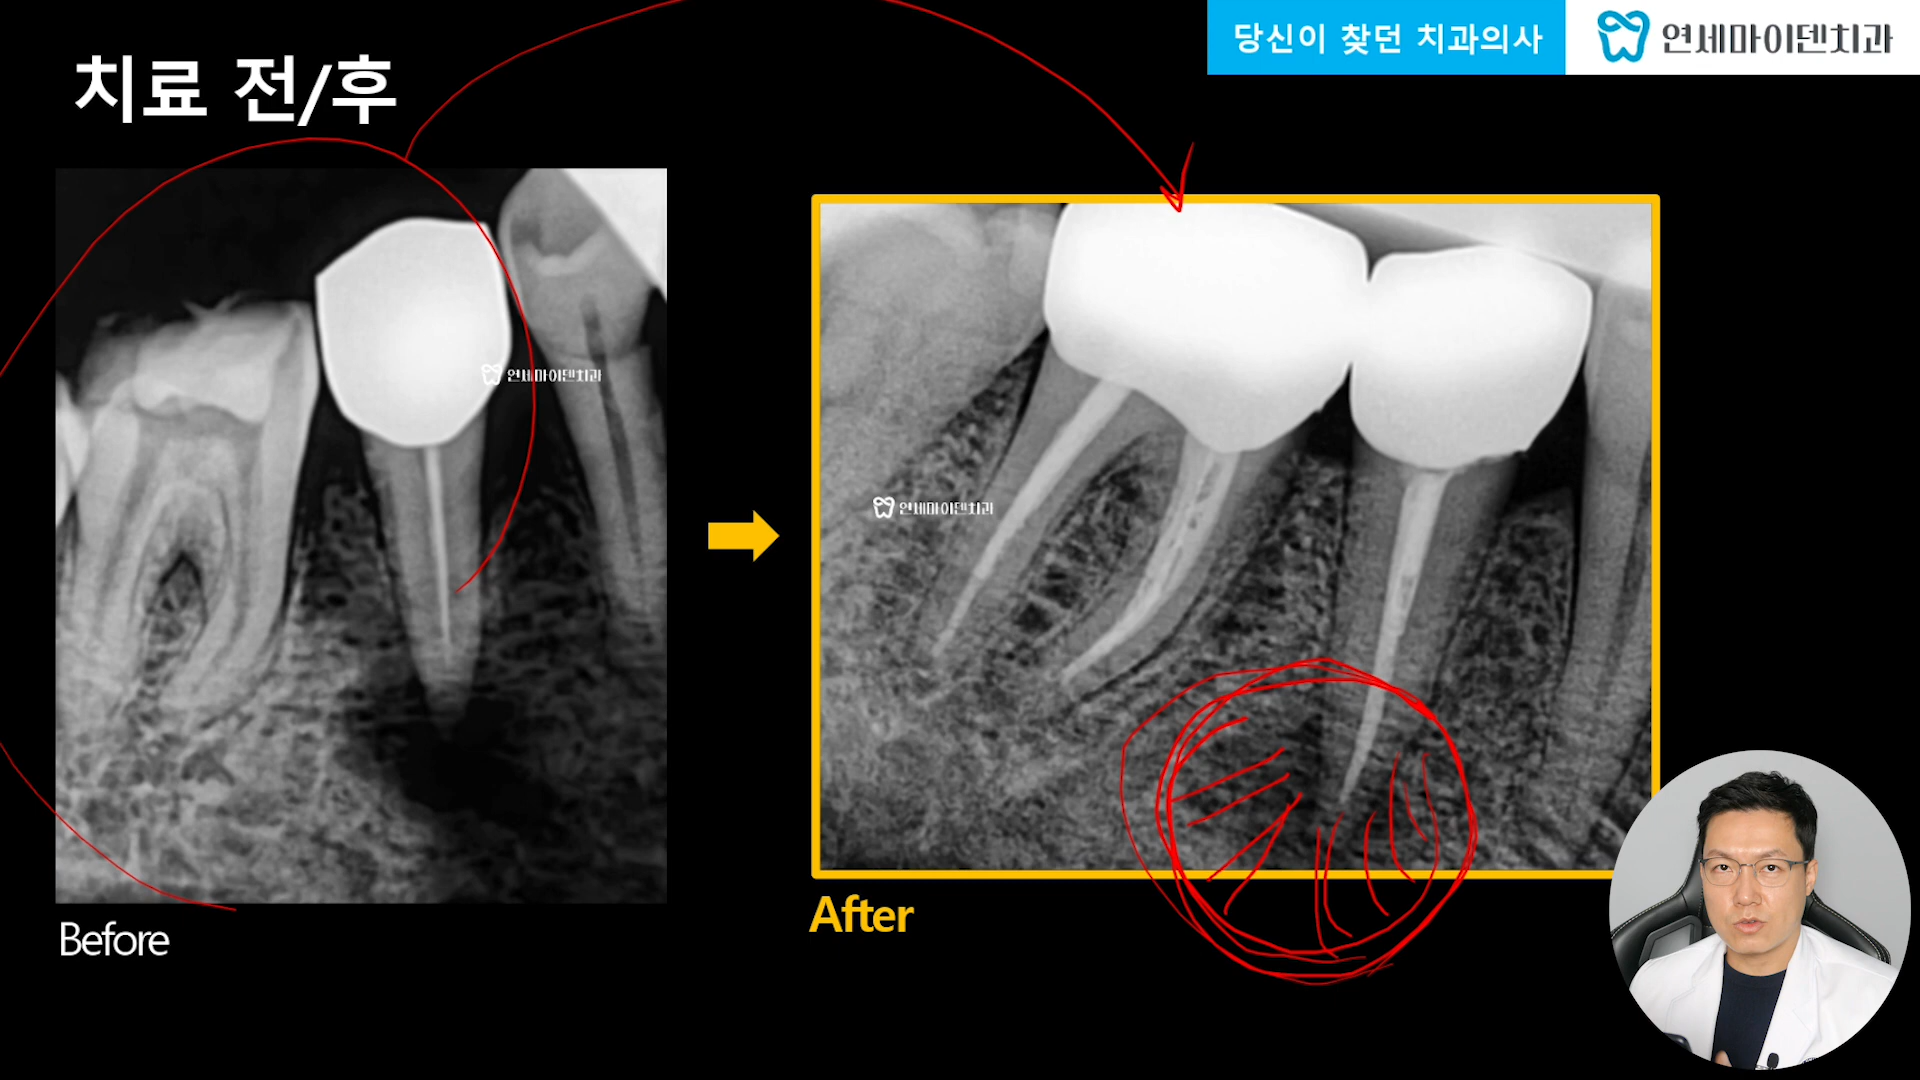 당신이 찾던 치과의사
연세마이덴치과
치료 전/후
연세마이덴치과
연세마이덴치과
Before
After